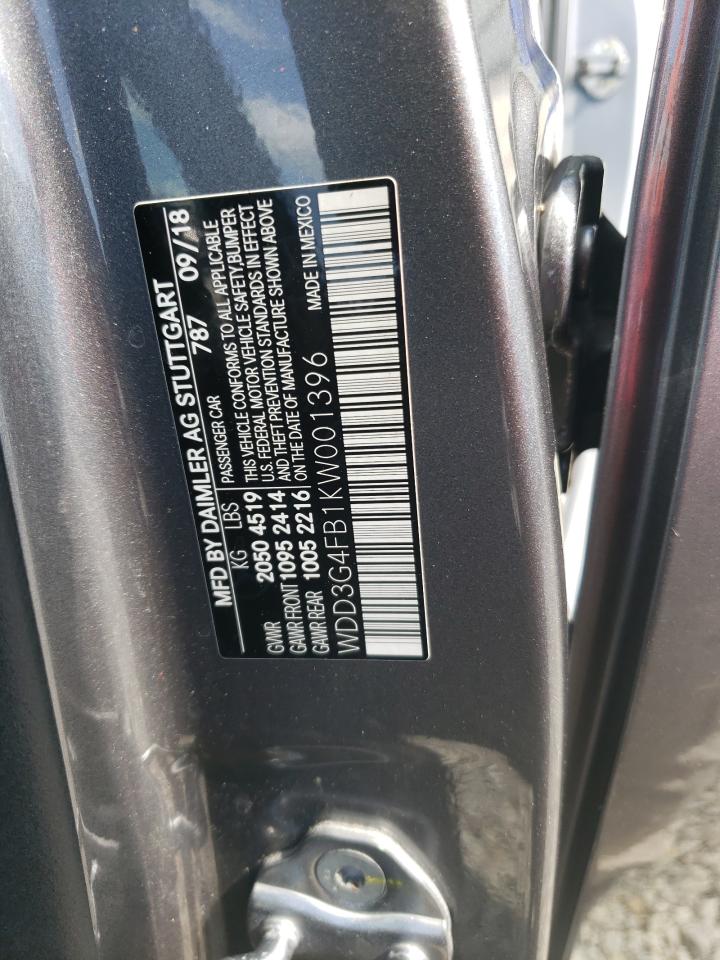 MFD BY DAIMLER AG STUTTGART
787 09/18
KG LBS
GVWR 2050 4519
GAWR FRONT 1095 2414
GAWR REAR 1005 2216
PASSENGER CAR
THIS VEHICLE CONFORMS TO ALL APPLICABLE
U.S. FEDERAL MOTOR VEHICLE SAFETY,BUMPER
AND THEFT PREVENTION STANDARDS IN EFFECT
ON THE DATE OF MANUFACTURE SHOWN ABOVE
WDD3G4FB1KW001396 MADE IN MEXICO